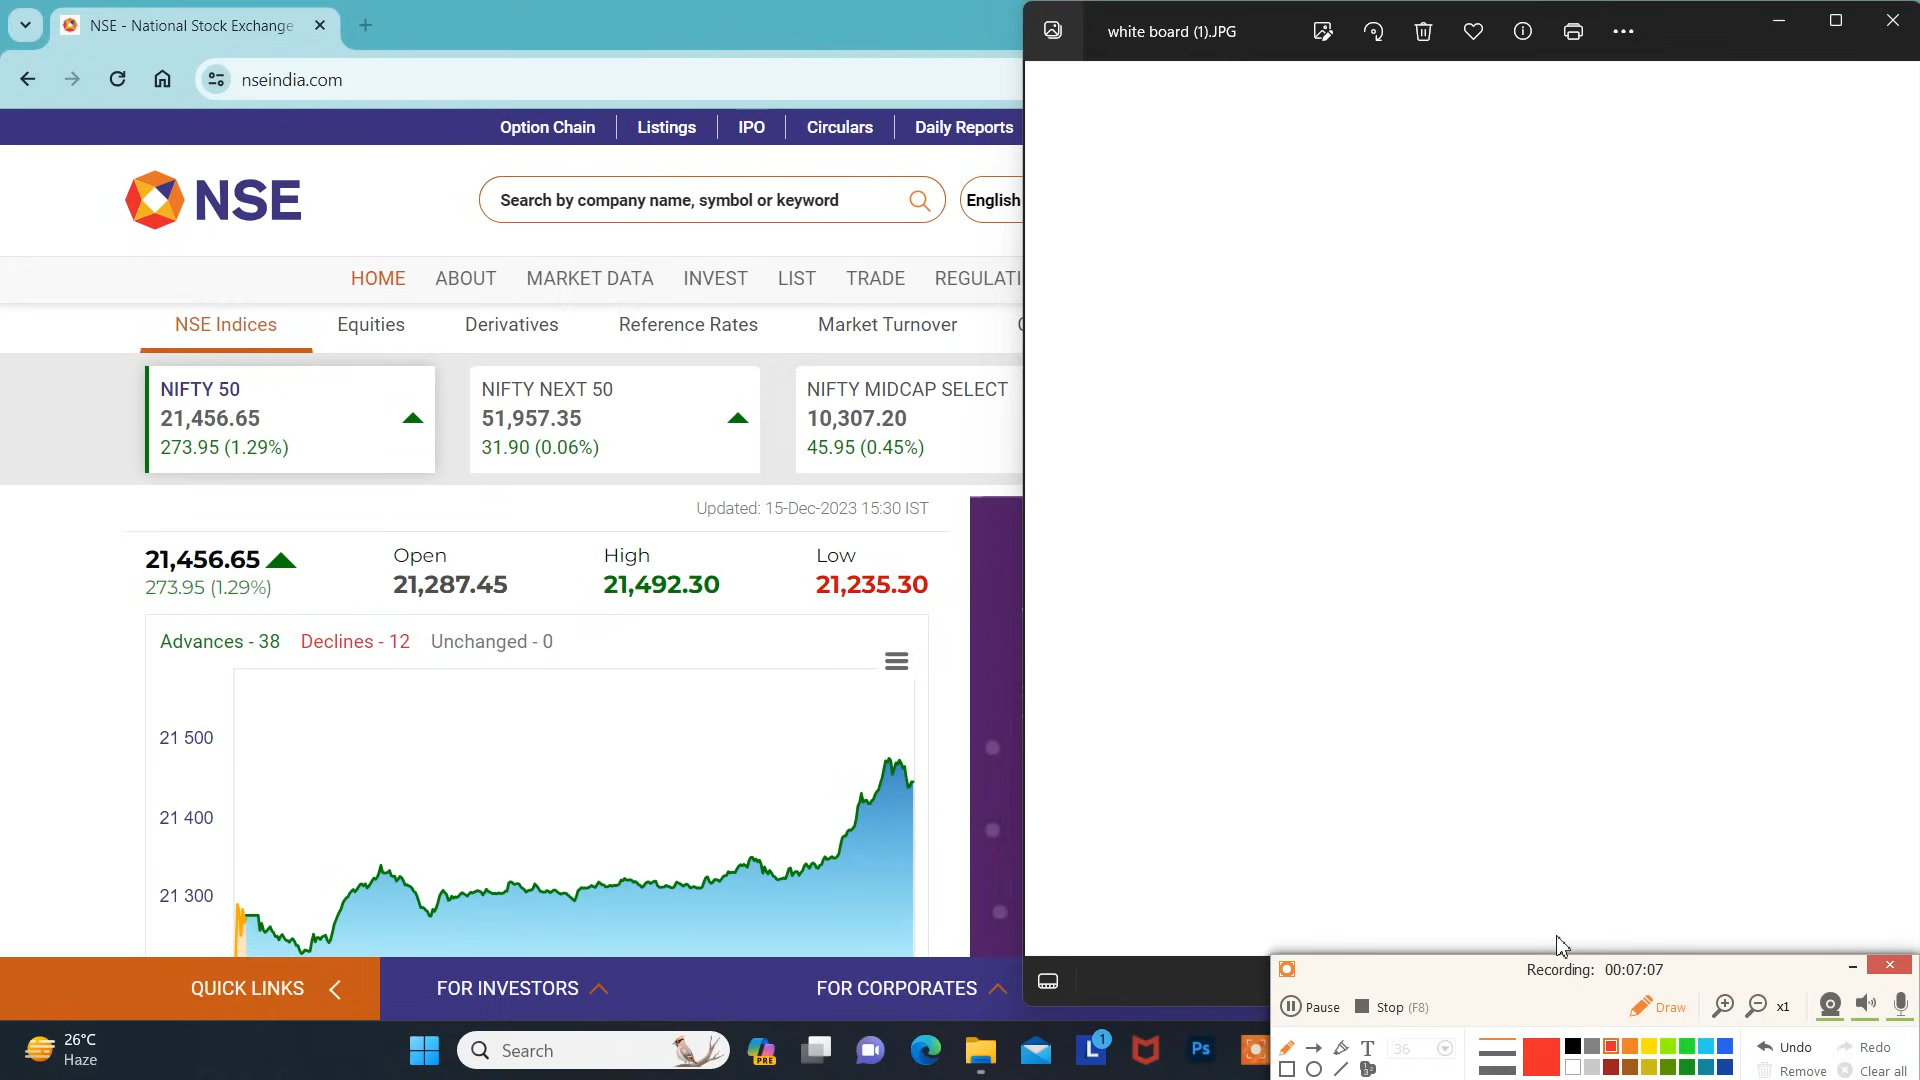 NSE - National Stock Exchange
white board (1).JPG
nseindia.com
Option Chain Listings IPO Circulars Daily Reports
NSE
Search by company name, symbol or keyword
English
HOME ABOUT MARKET DATA INVEST LIST TRADE REGULATI
NSE Indices Equities Derivatives Reference Rates Market Turnover
NIFTY 50 NIFTY NEXT 50 NIFTY MIDCAP SELECT
21,456.65 51,957.35 10,307.20
273.95 (1.29%) 31.90 (0.06%) 45.95 (0.45%)
Updated: 15-Dec-2023 15:30 IST
21,456.65 Open High Low
273.95 (1.29%) 21,287.45 21,492.30 21,235.30
Advances - 38 Declines - 12 Unchanged - 0
21 500
21 400
21 300
QUICK LINKS FOR INVESTORS FOR CORPORATES
Recording: 00:07:07
Pause Stop (F8) Draw x1
26°C
Haze
Search
PRE
L 1
Ps
T 36
Undo Redo
Remove Clear all